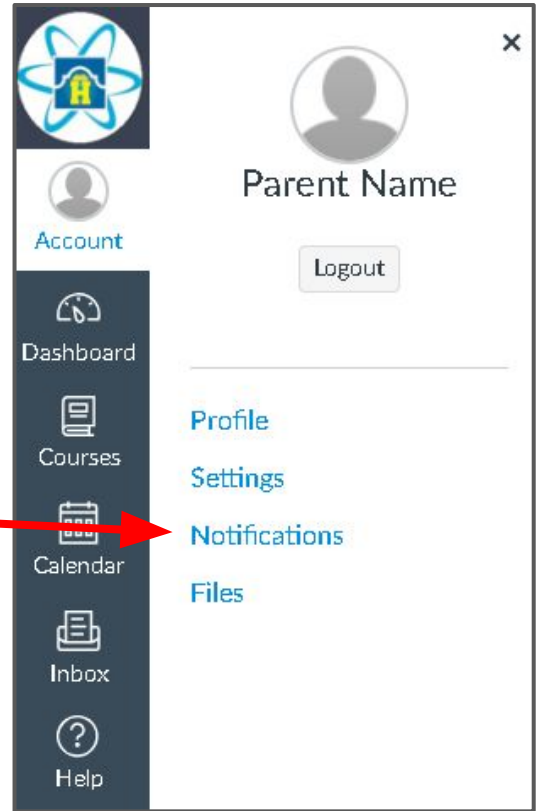 Account
Dashboard
Courses
Calendar
Inbox
Help
×
Parent Name
Logout
Profile
Settings
Notifications
Files